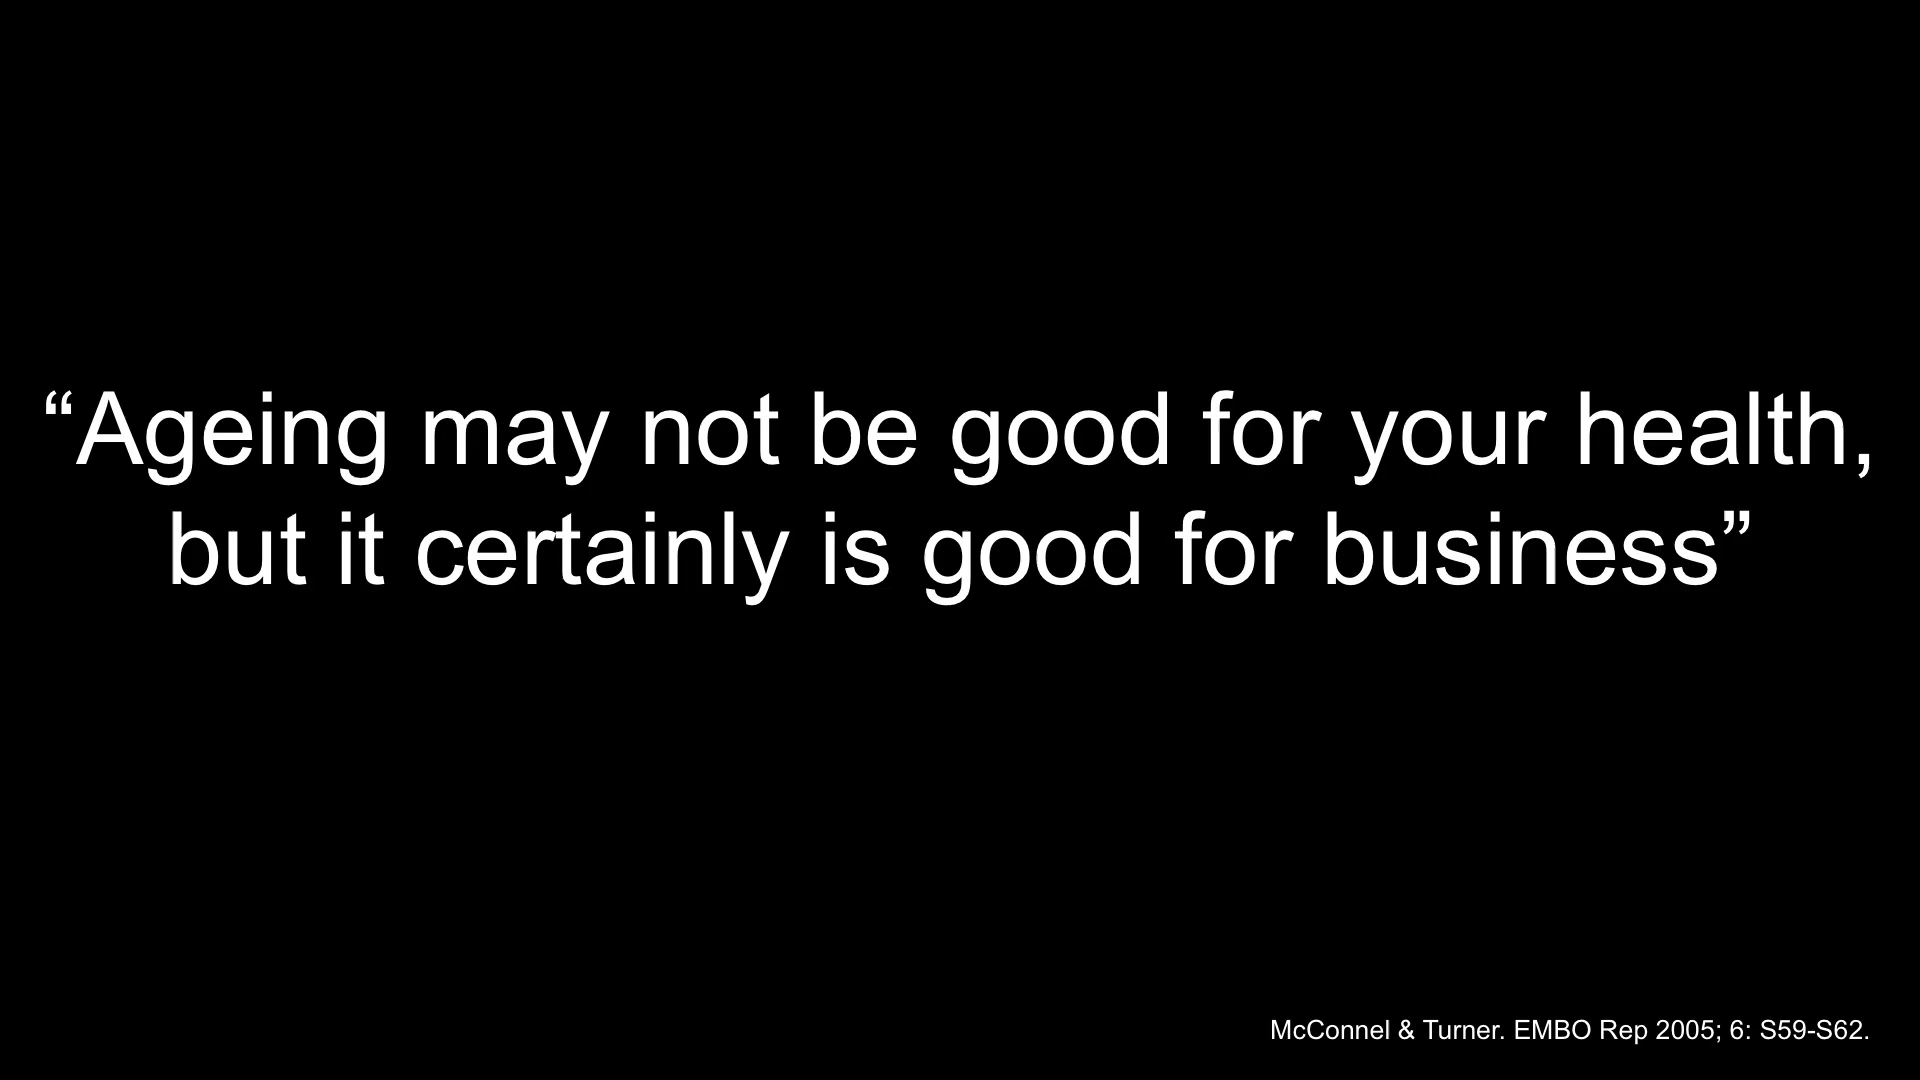 “Ageing may not be good for your health,
but it certainly is good for business”
McConnel & Turner. EMBO Rep 2005; 6: S59-S62.